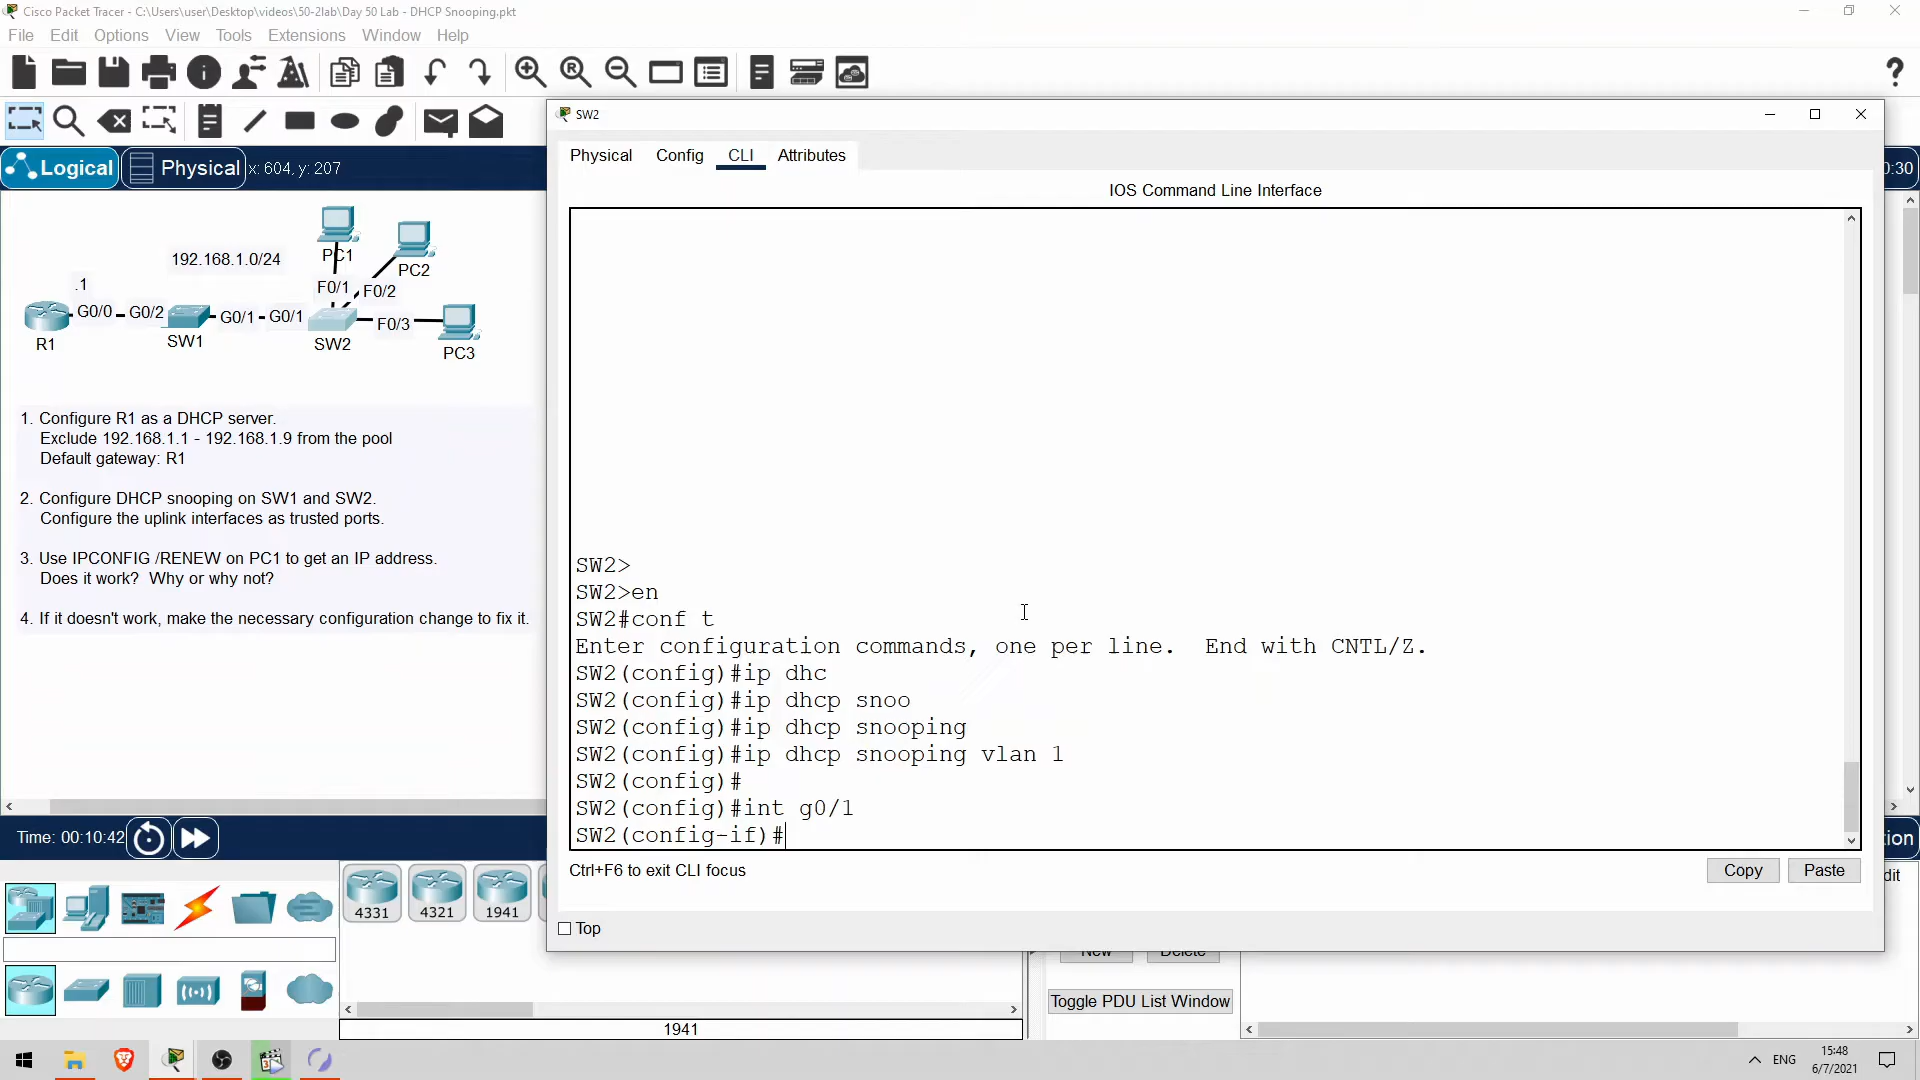 Cisco Packet Tracer - C:\Users\user\Desktop\videos\50-2lab\Day 50 Lab - DHCP Snooping.pkt
File Edit Options View Tools Extensions Window Help
?
Logical Physical x: 604, y: 207
0:30
192.168.1.0/24
PC1
PC2
.1
F0/1 F0/2
G0/0 G0/2 G0/1 G0/1 F0/3
R1 SW1 SW2 PC3
1. Configure R1 as a DHCP server.
Exclude 192.168.1.1 - 192.168.1.9 from the pool
Default gateway: R1
2. Configure DHCP snooping on SW1 and SW2.
Configure the uplink interfaces as trusted ports.
3. Use IPCONFIG /RENEW on PC1 to get an IP address.
Does it work? Why or why not?
4. If it doesn't work, make the necessary configuration change to fix it.
SW2
Physical Config CLI Attributes
IOS Command Line Interface
SW2>
SW2>en
SW2#conf t
Enter configuration commands, one per line. End with CNTL/Z.
SW2(config)#ip dhc
SW2(config)#ip dhcp snoo
SW2(config)#ip dhcp snooping
SW2(config)#ip dhcp snooping vlan 1
SW2(config)#
SW2(config)#int g0/1
SW2(config-if)#
Ctrl+F6 to exit CLI focus
Copy Paste
Top
Time: 00:10:42
4331 4321 1941
New Delete
Toggle PDU List Window
1941
ENG
15:48
6/7/2021